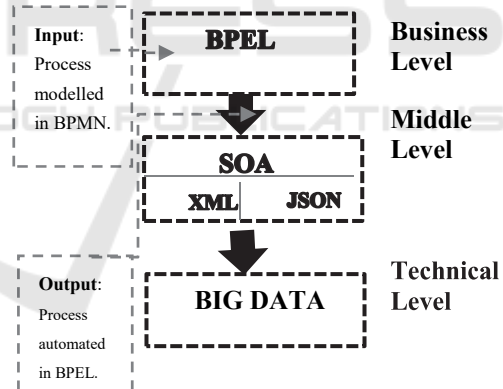 Input:
Process
modelled
in BPMN.
BPEL
Business
Level
Middle
Level
SOA
XML
JSON
Output:
Process
automated
in BPEL.
BIG DATA
Technical
Level